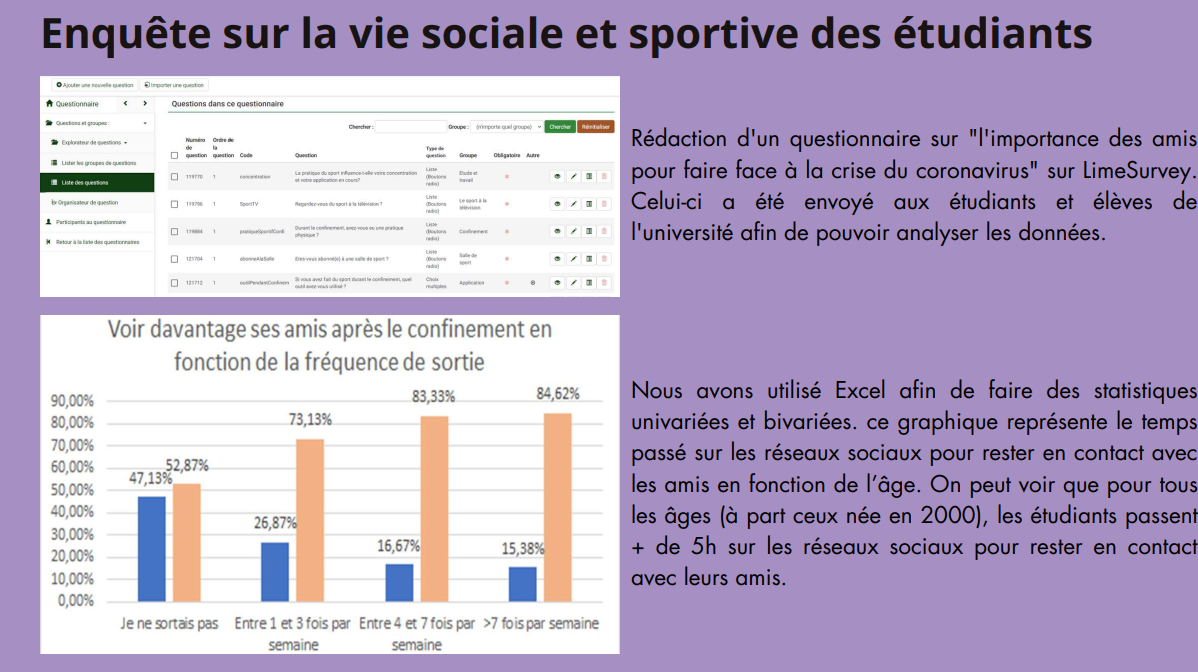 Enquête sur la vie sociale et sportive des étudiants
Ajouter une nouvelle question Importer une question
Questionnaire
Questions dans ce questionnaire
Questions et groupes :
Chercher : Groupe : (n'importe quel groupe) Chercher Réinitialiser
Explorateur de questions
Lister les groupes de questions
Liste des questions
Organisateur de question
Participants au questionnaire
Retour à la liste des questionnaires
Numéro de question Ordre de la question Code Question Type de question Groupe Obligatoire Autre
119770 1 concentration La pratique du sport influence-t-elle votre concentration et votre application en cours? Liste (Boutons radio) Etude et travail
119796 1 SportTV Regardez-vous du sport à la télévision ? Liste (Boutons radio) Le sport à la télévision
119884 1 pratiqueSportifConfi Durant le confinement, avez-vous eu une pratique physique ? Liste (Boutons radio) Confinement
121704 1 abonneAlaSalle Etes-vous abonné(e) à une salle de sport ? Liste (Boutons radio) Salle de sport
121712 1 outilPendantConfinem Si vous avez fait du sport durant le confinement, quel outil avez-vous utilisé ? Choix multiples Application
Rédaction d'un questionnaire sur "l'importance des amis
pour faire face à la crise du coronavirus" sur LimeSurvey.
Celui-ci a été envoyé aux étudiants et élèves de
l'université afin de pouvoir analyser les données.
Voir davantage ses amis après le confinement en
fonction de la fréquence de sortie
90,00%
80,00%
70,00%
60,00%
50,00%
40,00%
30,00%
20,00%
10,00%
0,00%
47,13% 52,87%
26,87% 73,13%
16,67% 83,33%
15,38% 84,62%
Je ne sortais pas
Entre 1 et 3 fois par
semaine
Entre 4 et 7 fois par
semaine
>7 fois par semaine
Nous avons utilisé Excel afin de faire des statistiques
univariées et bivariées. ce graphique représente le temps
passé sur les réseaux sociaux pour rester en contact avec
les amis en fonction de l’âge. On peut voir que pour tous
les âges (à part ceux née en 2000), les étudiants passent
+ de 5h sur les réseaux sociaux pour rester en contact
avec leurs amis.